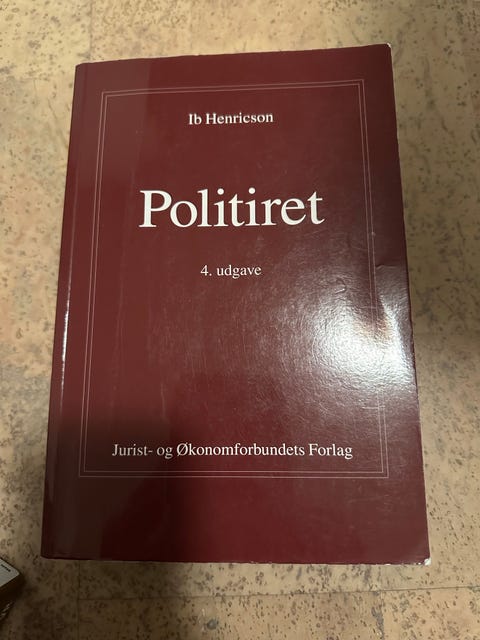 Ib Henricson
Politiret
4. udgave
Jurist- og Økonomforbundets Forlag